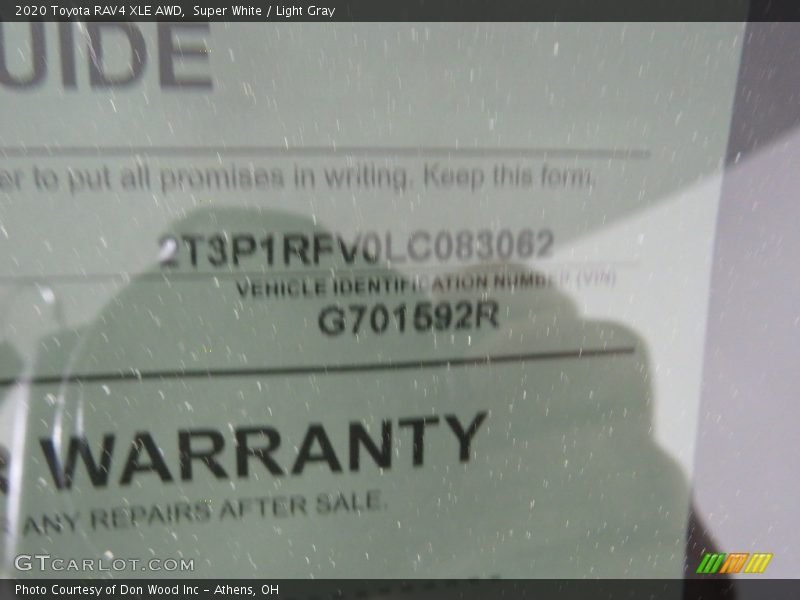 2020 Toyota RAV4 XLE AWD, Super White / Light Gray
UIDE
er to put all promises in writing. Keep this form,
2T3P1RFV0LC083062
VEHICLE IDENTIFICATION NUMBER (VIN)
G701592R
WARRANTY
ANY REPAIRS AFTER SALE.
GTCARLOT.COM
Photo Courtesy of Don Wood Inc - Athens, OH